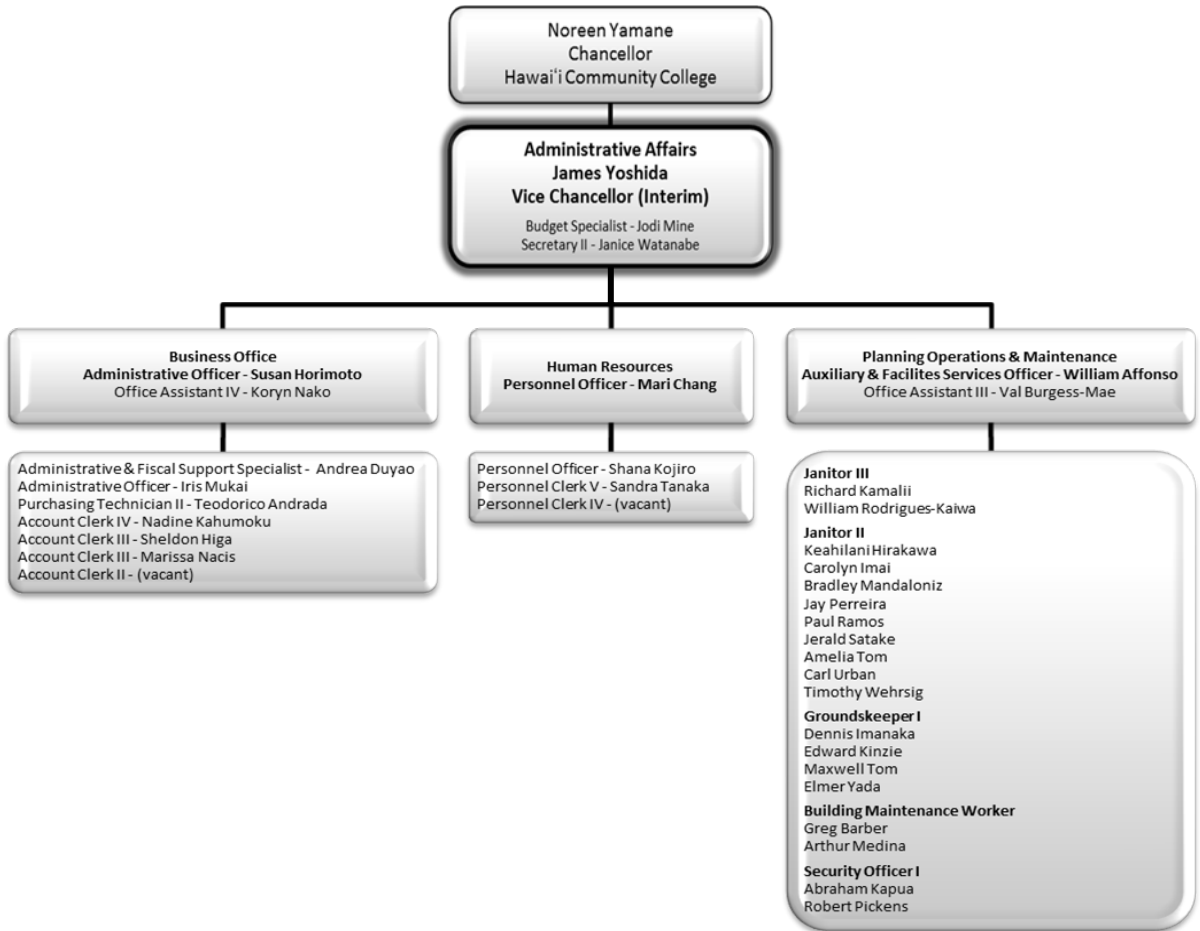 Noreen Yamane
Chancellor
Hawaiʻi Community College
Administrative Affairs
James Yoshida
Vice Chancellor (Interim)
Budget Specialist - Jodi Mine
Secretary II - Janice Watanabe
Business Office
Administrative Officer - Susan Horimoto
Office Assistant IV - Koryn Nako
Administrative & Fiscal Support Specialist - Andrea Duyao
Administrative Officer - Iris Mukai
Purchasing Technician II - Teodorico Andrada
Account Clerk IV - Nadine Kahumoku
Account Clerk III - Sheldon Higa
Account Clerk III - Marissa Nacis
Account Clerk II - (vacant)
Human Resources
Personnel Officer - Mari Chang
Personnel Officer - Shana Kojiro
Personnel Clerk V - Sandra Tanaka
Personnel Clerk IV - (vacant)
Planning Operations & Maintenance
Auxiliary & Facilites Services Officer - William Affonso
Office Assistant III - Val Burgess-Mae
Janitor III
Richard Kamalii
William Rodrigues-Kaiwa
Janitor II
Keahilani Hirakawa
Carolyn Imai
Bradley Mandaloniz
Jay Perreira
Paul Ramos
Jerald Satake
Amelia Tom
Carl Urban
Timothy Wehrsig
Groundskeeper I
Dennis Imanaka
Edward Kinzie
Maxwell Tom
Elmer Yada
Building Maintenance Worker
Greg Barber
Arthur Medina
Security Officer I
Abraham Kapua
Robert Pickens